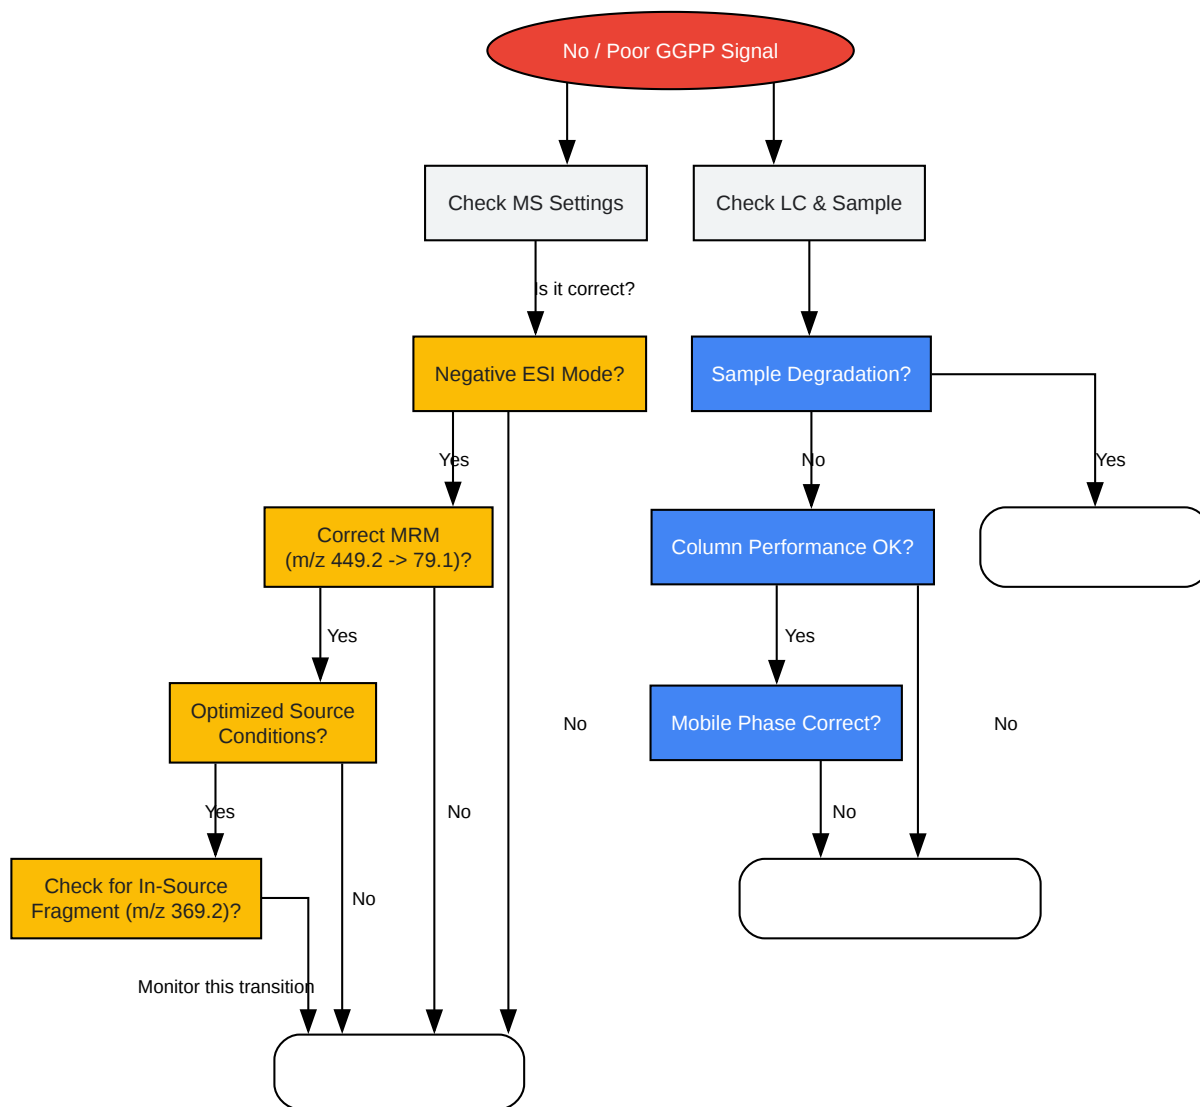 No / Poor GGPP Signal
Check MS Settings
Check LC & Sample
Is it correct?
Negative ESI Mode?
Sample Degradation?
Yes
No
Yes
Correct MRM
(m/z 449.2 -> 79.1)?
Column Performance OK?
Yes
Yes
Optimized Source
Conditions?
No
Mobile Phase Correct?
No
Yes
No
No
Check for In-Source
Fragment (m/z 369.2)?
No
Monitor this transition